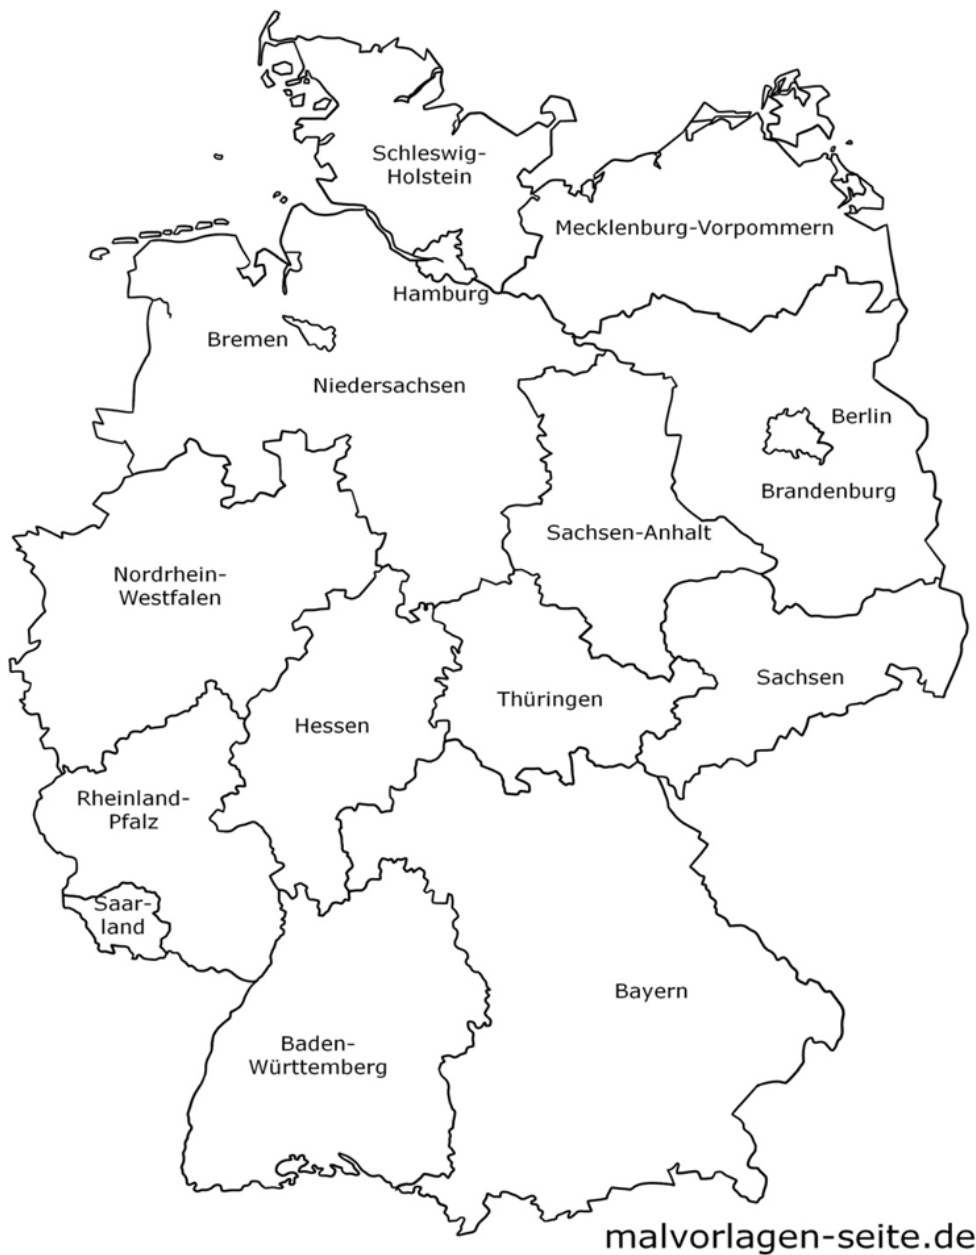 Schleswig-
Holstein
Mecklenburg-Vorpommern
Hamburg
Bremen
Niedersachsen
Berlin
Brandenburg
Sachsen-Anhalt
Nordrhein-
Westfalen
Sachsen
Thüringen
Hessen
Rheinland-
Pfalz
Saar-
land
Bayern
Baden-
Württemberg
malvorlagen-seite.de